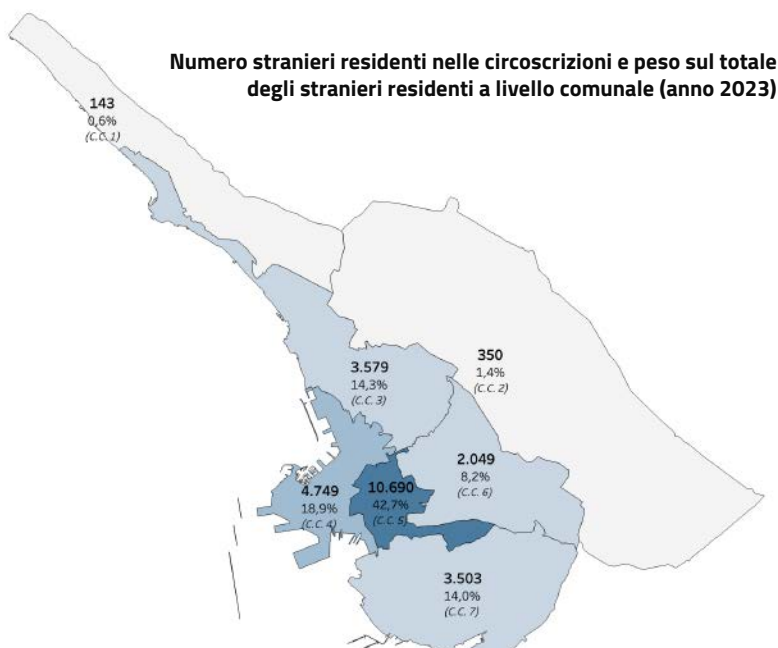 Numero stranieri residenti nelle circoscrizioni e peso sul totale
degli stranieri residenti a livello comunale (anno 2023)
143
0,6%
(C.C. 1)
350
1,4%
(C.C. 2)
3.579
14,3%
(C.C. 3)
2.049
8,2%
(C.C. 6)
4.749
18,9%
(C.C. 4)
10.690
42,7%
(C.C. 5)
3.503
14,0%
(C.C. 7)